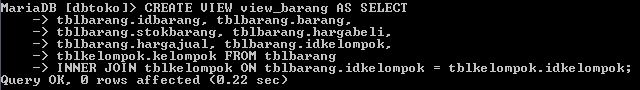 MariaDB [dbtoko]> CREATE VIEW view_barang AS SELECT
    -> tblbarang.idbarang, tblbarang.barang,
    -> tblbarang.stokbarang, tblbarang.hargabeli,
    -> tblbarang.hargajual, tblbarang.idkelompok,
    -> tblkelompok.kelompok FROM tblbarang
    -> INNER JOIN tblkelompok ON tblbarang.idkelompok = tblkelompok.idkelompok;
Query OK, 0 rows affected (0.22 sec)